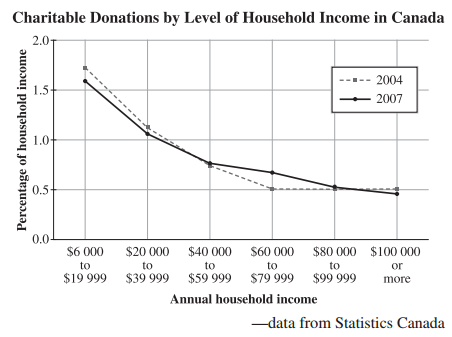 Charitable Donations by Level of Household Income in Canada
Percentage of household income
2.0
1.5
1.0
0.5
0.0
2004
2007
$6 000 $20 000 $40 000 $60 000 $80 000 $100 000
to to to to to or
$19 999 $39 999 $59 999 $79 999 $99 999 more
Annual household income
—data from Statistics Canada